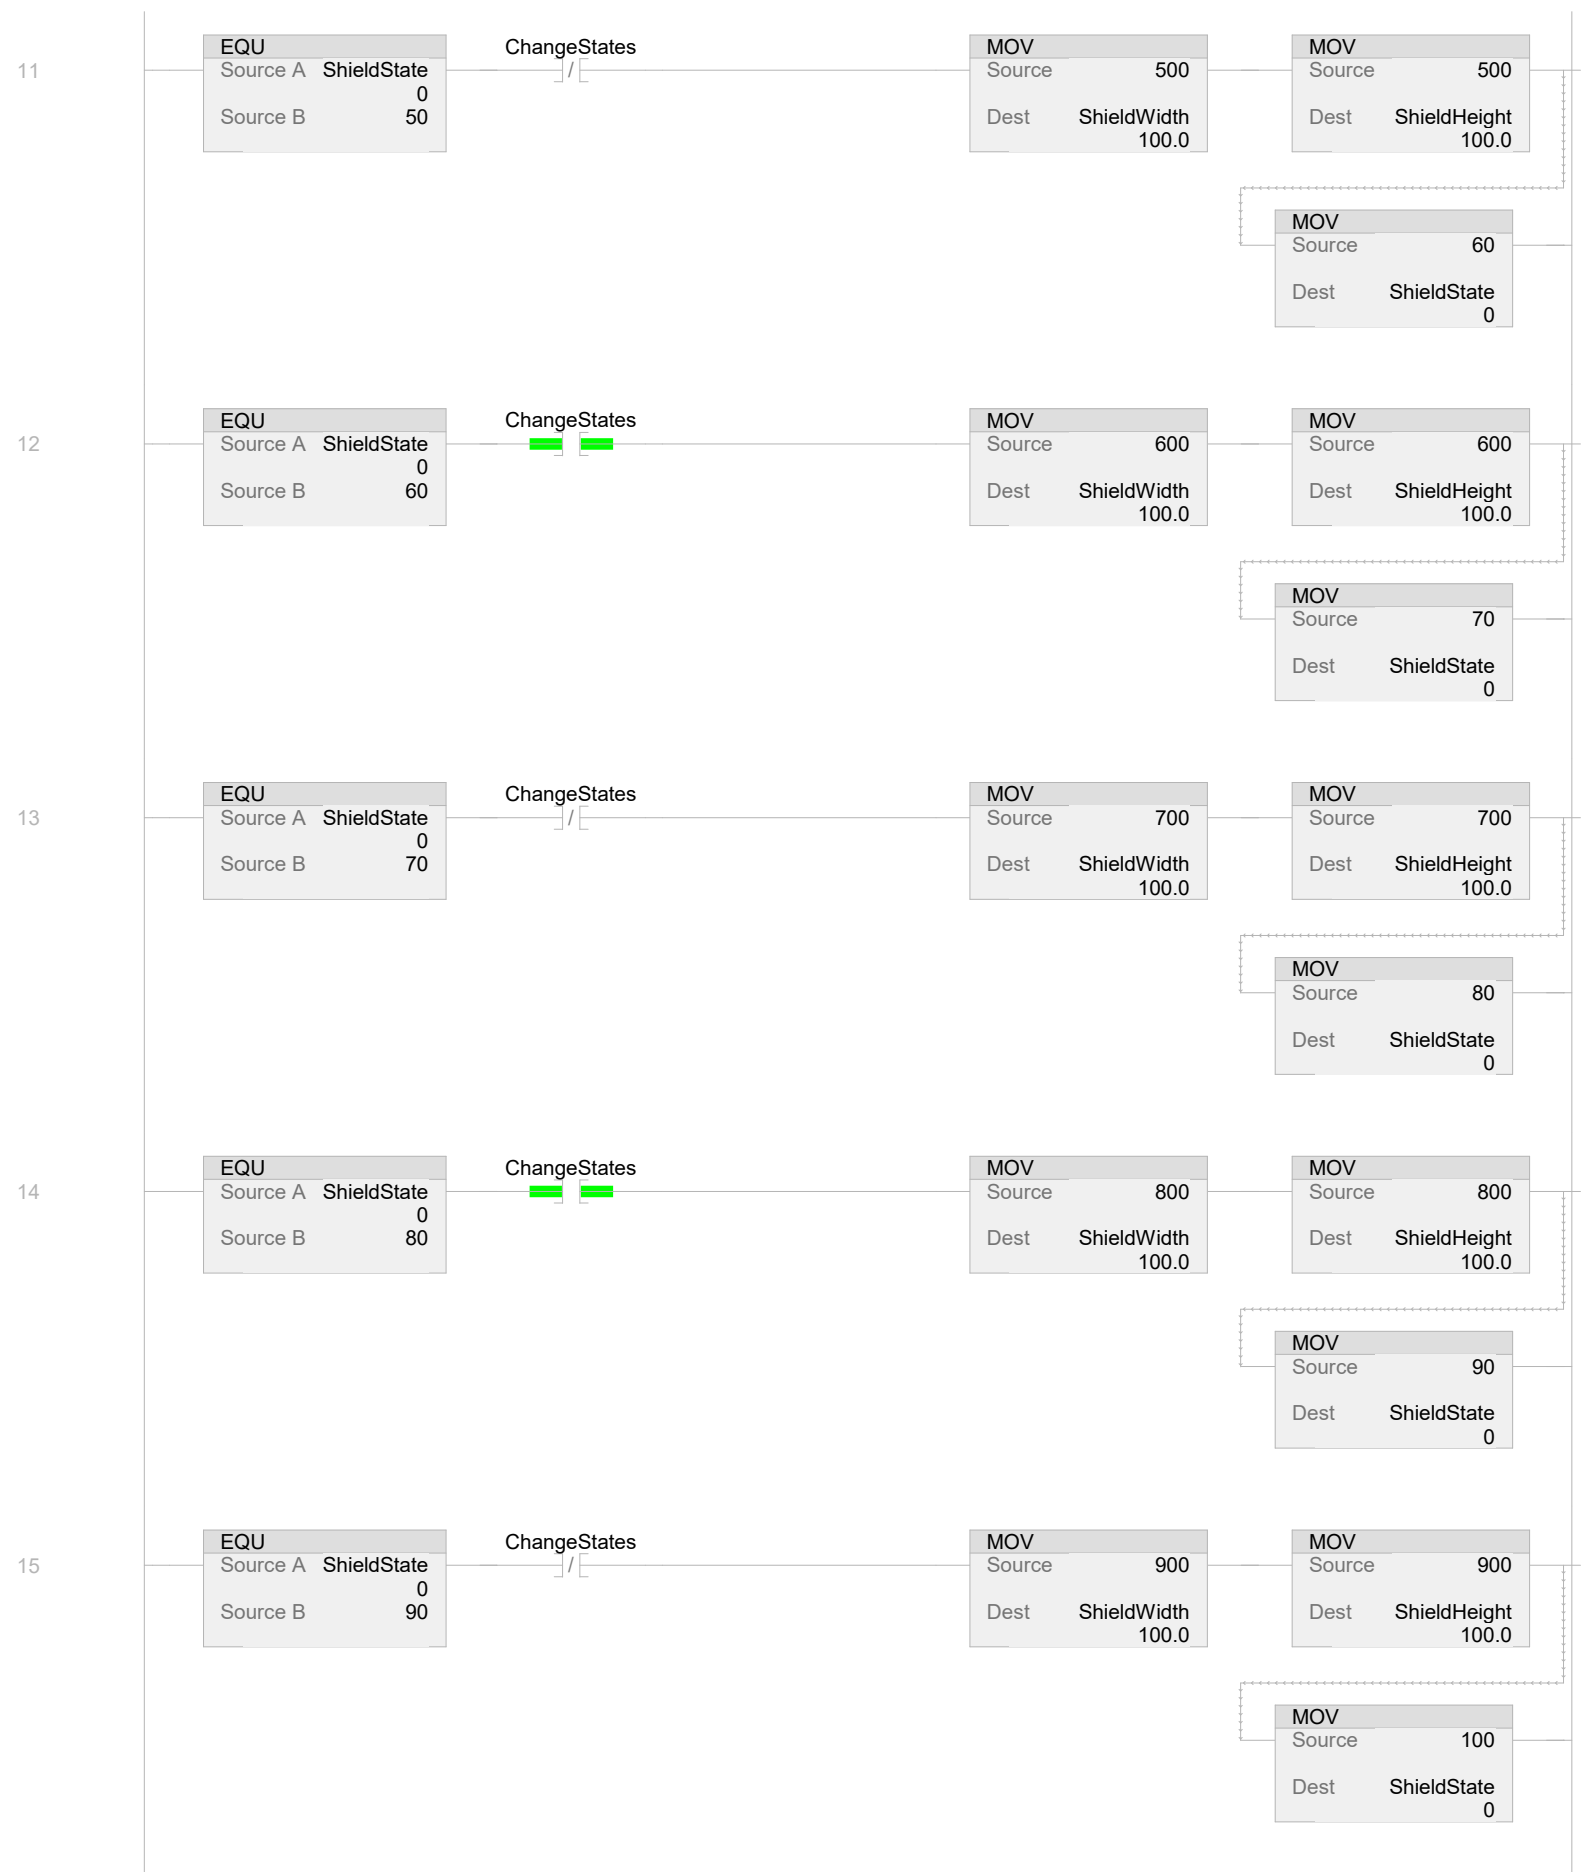 11
EQU
Source A ShieldState
0
Source B 50
ChangeStates
/
MOV
Source 500
Dest ShieldWidth
100.0
MOV
Source 500
Dest ShieldHeight
100.0
MOV
Source 60
Dest ShieldState
0
12
EQU
Source A ShieldState
0
Source B 60
ChangeStates
MOV
Source 600
Dest ShieldWidth
100.0
MOV
Source 600
Dest ShieldHeight
100.0
MOV
Source 70
Dest ShieldState
0
13
EQU
Source A ShieldState
0
Source B 70
ChangeStates
/
MOV
Source 700
Dest ShieldWidth
100.0
MOV
Source 700
Dest ShieldHeight
100.0
MOV
Source 80
Dest ShieldState
0
14
EQU
Source A ShieldState
0
Source B 80
ChangeStates
MOV
Source 800
Dest ShieldWidth
100.0
MOV
Source 800
Dest ShieldHeight
100.0
MOV
Source 90
Dest ShieldState
0
15
EQU
Source A ShieldState
0
Source B 90
ChangeStates
/
MOV
Source 900
Dest ShieldWidth
100.0
MOV
Source 900
Dest ShieldHeight
100.0
MOV
Source 100
Dest ShieldState
0